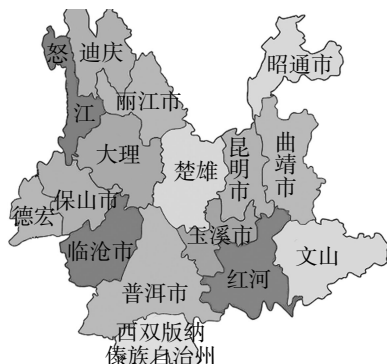 怒
迪庆
昭通市
丽江市
江
大理
楚雄
昆明市
曲靖市
保山市
德宏
临沧市
玉溪市
红河
文山
普洱市
西双版纳
傣族自治州